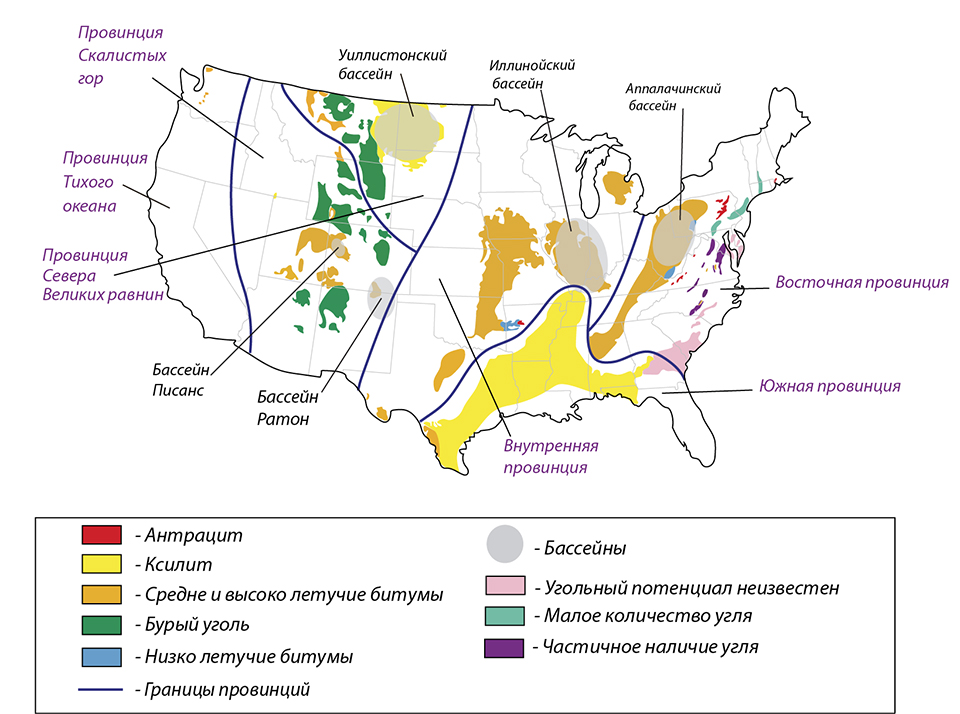 Провинция
Скалистых
гор
Уиллистонский
бассейн
Иллинойский
бассейн
Аппалачинский
бассейн
Провинция
Тихого
океана
Провинция
Севера
Великих равнин
Восточная провинция
Бассейн
Писанс
Бассейн
Ратон
Южная провинция
Внутренняя
провинция
- Антрацит
- Ксилит
- Средне и высоко летучие битумы
- Бурый уголь
- Низко летучие битумы
- Границы провинций
- Бассейны
- Угольный потенциал неизвестен
- Малое количество угля
- Частичное наличие угля